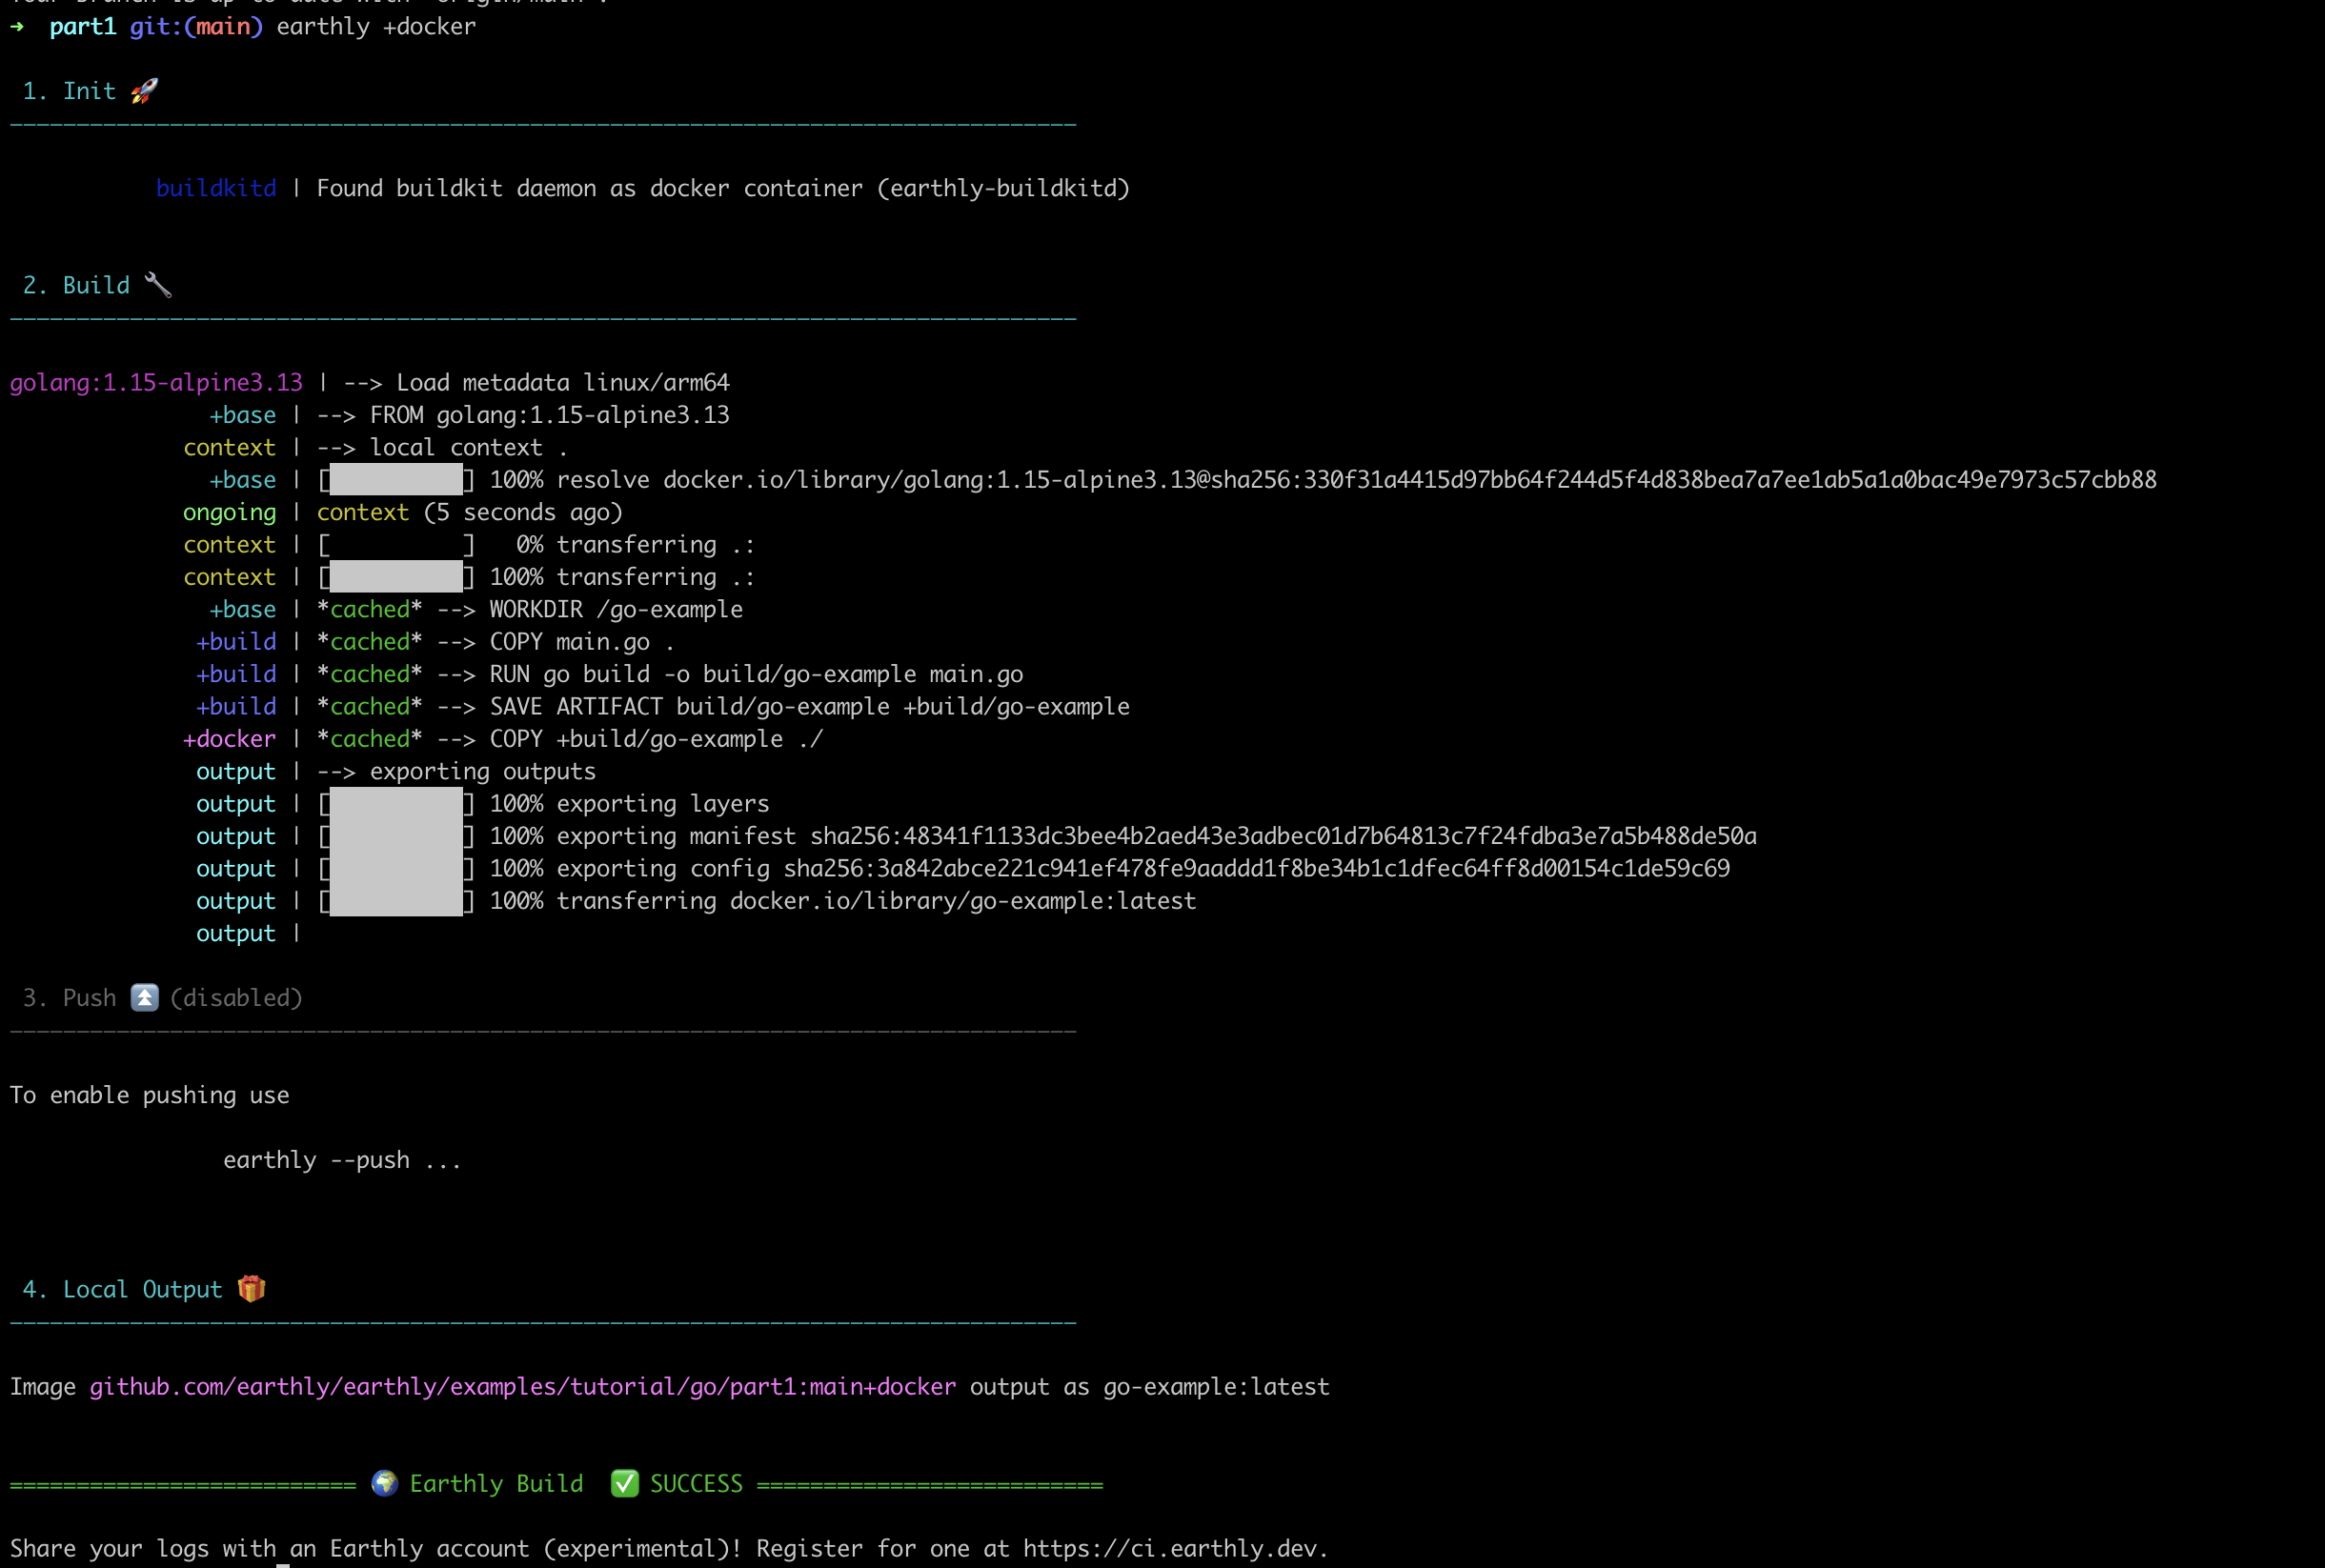 Your branch is up to date with 'origin/main'.
➜  part1 git:(main) earthly +docker
1. Init 🚀
————————————————————————————————————————————————————————————————————————————————
buildkitd | Found buildkit daemon as docker container (earthly-buildkitd)
2. Build 🔧
————————————————————————————————————————————————————————————————————————————————
golang:1.15-alpine3.13 | --> Load metadata linux/arm64
+base | --> FROM golang:1.15-alpine3.13
context | --> local context .
+base | [██████████] 100% resolve docker.io/library/golang:1.15-alpine3.13@sha256:330f31a4415d97bb64f244d5f4d838bea7a7ee1ab5a1a0bac49e7973c57cbb88
ongoing | context (5 seconds ago)
context | [          ]   0% transferring .:
context | [██████████] 100% transferring .:
+base | *cached* --> WORKDIR /go-example
+build | *cached* --> COPY main.go .
+build | *cached* --> RUN go build -o build/go-example main.go
+build | *cached* --> SAVE ARTIFACT build/go-example +build/go-example
+docker | *cached* --> COPY +build/go-example ./
output | --> exporting outputs
output | [██████████] 100% exporting layers
output | [██████████] 100% exporting manifest sha256:48341f1133dc3bee4b2aed43e3adbec01d7b64813c7f24fdba3e7a5b488de50a
output | [██████████] 100% exporting config sha256:3a842abce221c941ef478fe9aaddd1f8be34b1c1dfec64ff8d00154c1de59c69
output | [██████████] 100% transferring docker.io/library/go-example:latest
output |
3. Push ⏫ (disabled)
————————————————————————————————————————————————————————————————————————————————
To enable pushing use
earthly --push ...
4. Local Output 🎁
————————————————————————————————————————————————————————————————————————————————
Image github.com/earthly/earthly/examples/tutorial/go/part1:main+docker output as go-example:latest
========================== 🌍 Earthly Build  ✅ SUCCESS ==========================
Share your logs with an Earthly account (experimental)! Register for one at https://ci.earthly.dev.